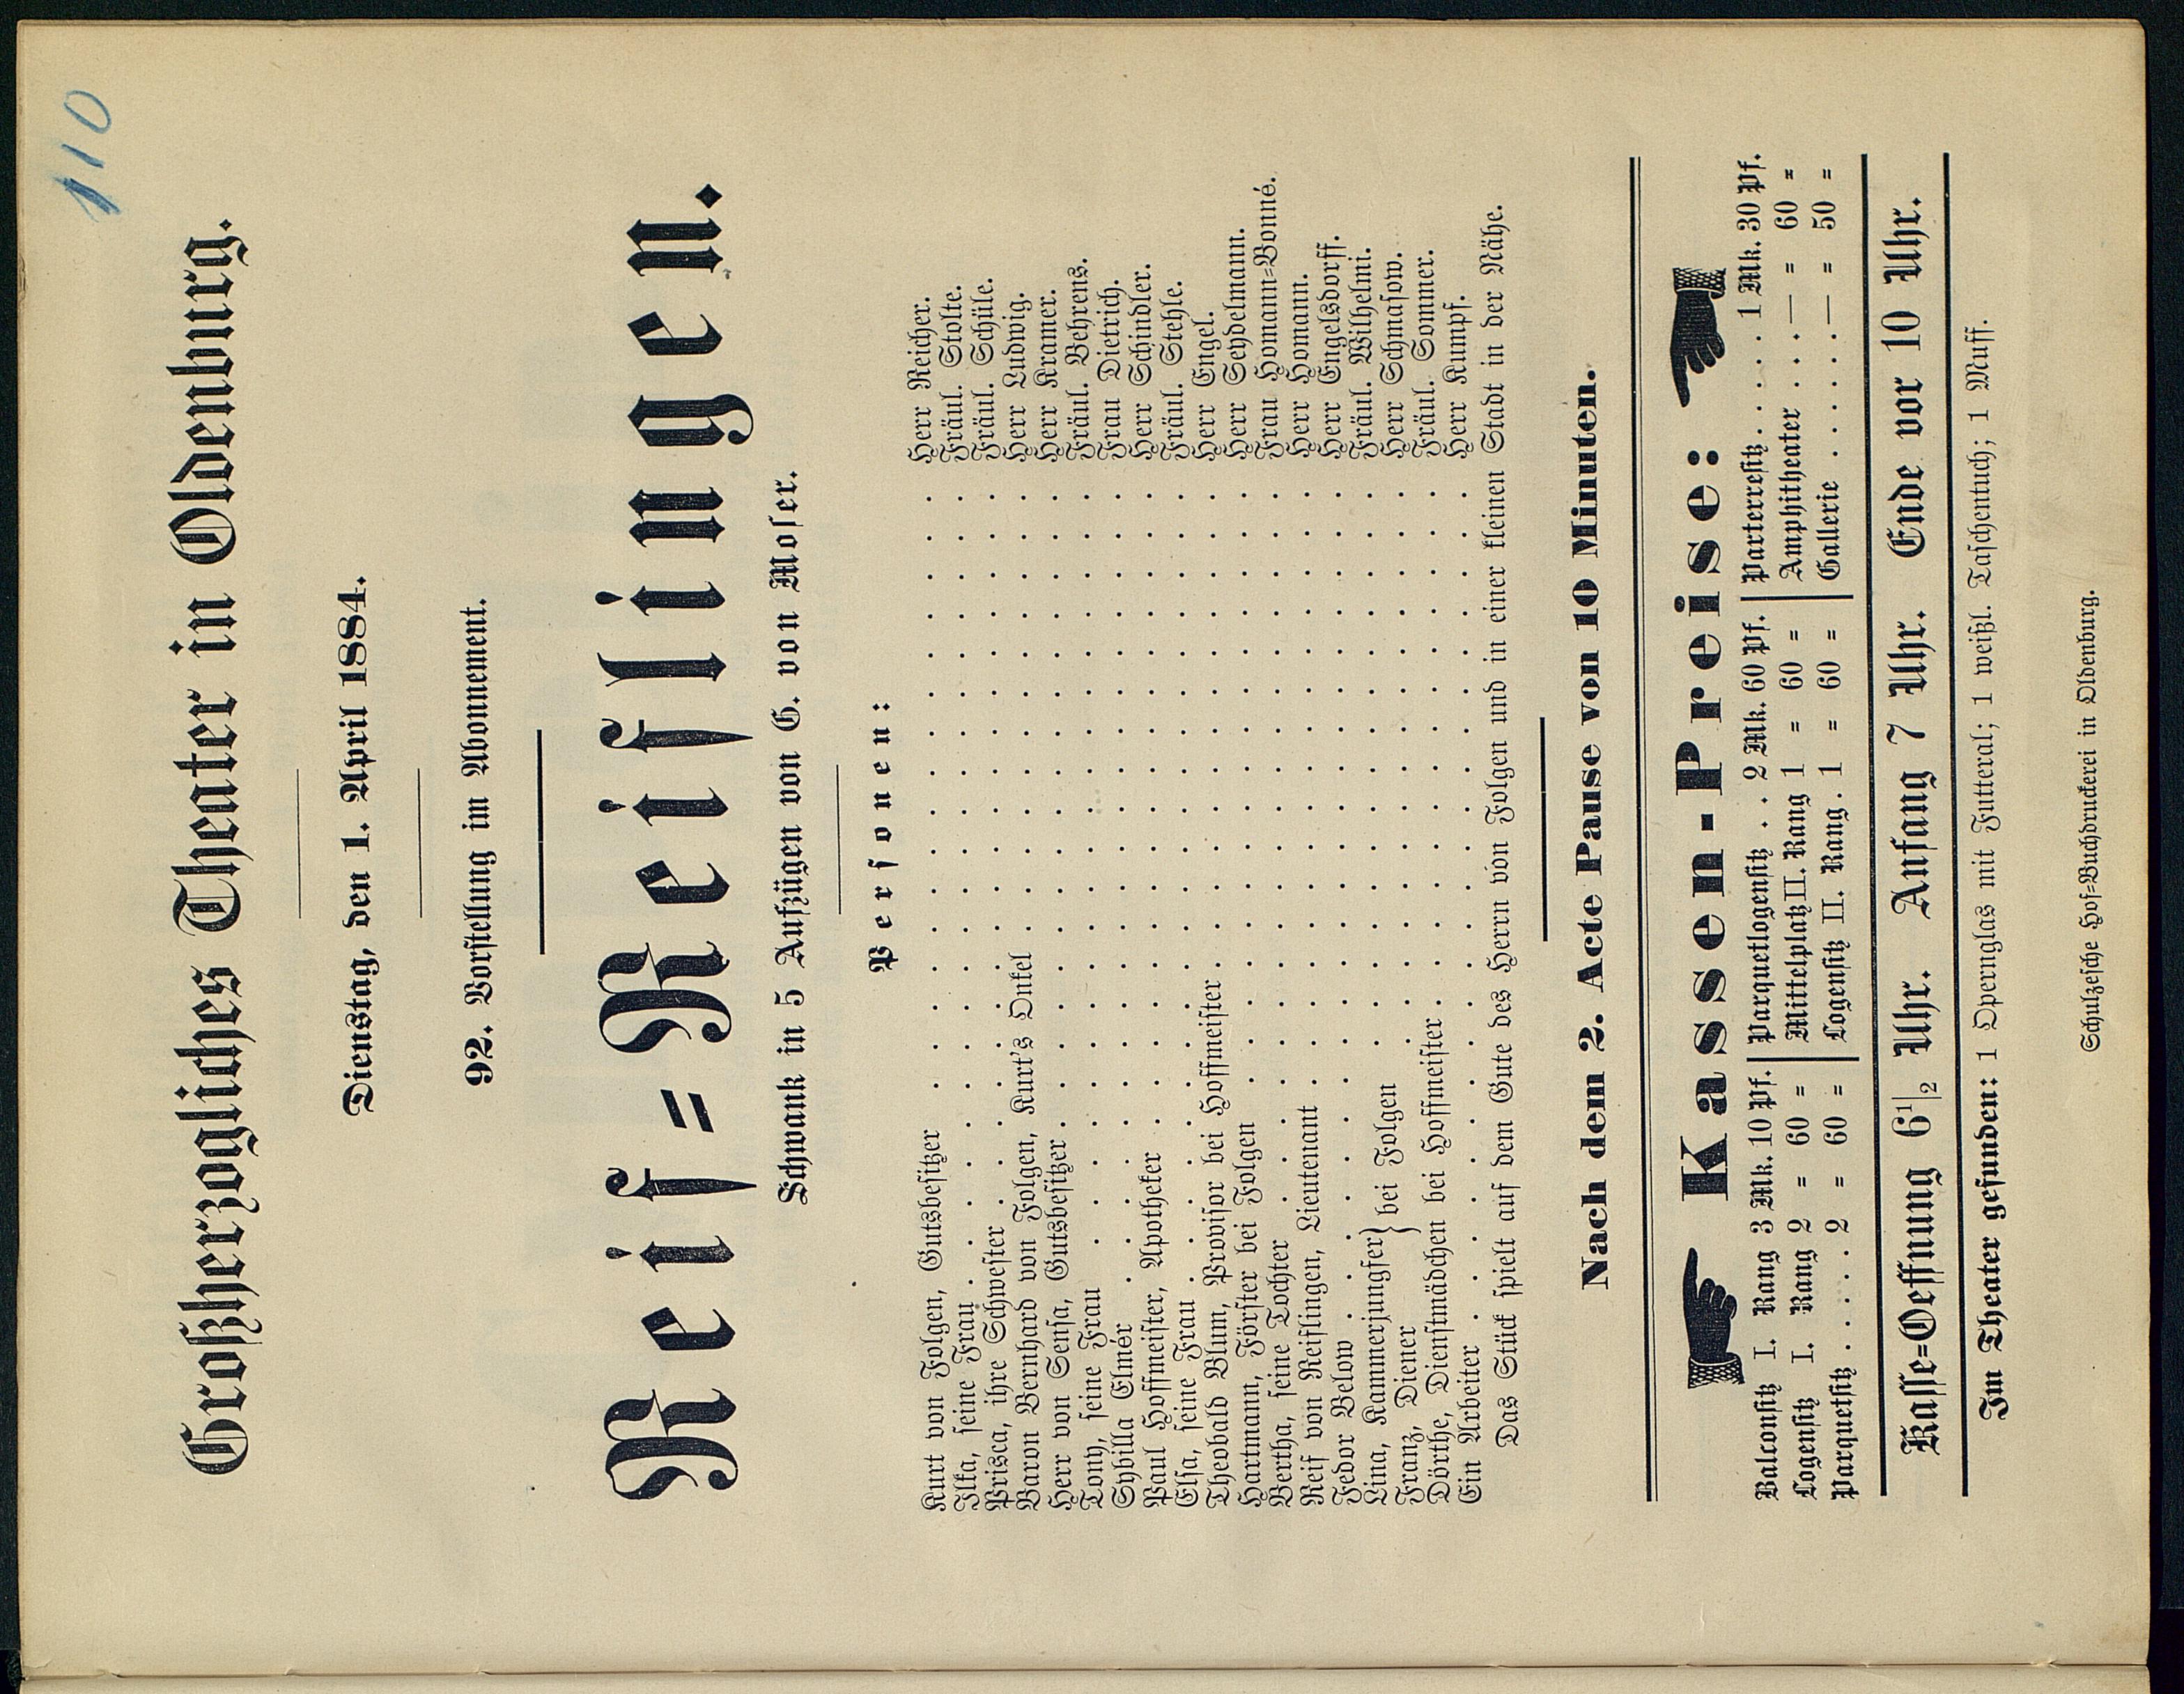 110
Großherzogliches Theater in Oldenburg.
Dienstag, den 1. April 1884.
92. Vorstellung im Abonnement.
Reif=Reiflingen.
Schwank in 5 Aufzügen von G. von Moser.
Personen:
Kurt von Folgen, Gutsbesitzer . . . . Herr Reicher.
Ilka, seine Frau . . . . Fräul. Stolte.
Prisca, ihre Schwester . . . . Fräul. Schüle.
Baron Bernhard von Folgen, Kurt's Onkel . . . . Herr Ludwig.
Herr von Sensa, Gutsbesitzer . . . . Herr Kramer.
Tony, seine Frau . . . . Fräul. Behrens.
Sybilla Elmér . . . . Frau Dietrich.
Paul Hoffmeister, Apotheker . . . . Herr Schindler.
Elsa, seine Frau . . . . Fräul. Stehle.
Theobald Blum, Provisor bei Hoffmeister . . . . Herr Engel.
Hartmann, Förster bei Folgen . . . . Herr Seydelmann.
Bertha, seine Tochter . . . . Frau Homann=Bonné.
Reif von Reiflingen, Lieutenant . . . . Herr Homann.
Fedor Below . . . . Herr Engelsdorff.
Lina, Kammerjungfer } bei Folgen . . . . Fräul. Wilhelmi.
Franz, Diener . . . . Herr Schmasow.
Dörthe, Dienstmädchen bei Hoffmeister . . . . Fräul. Sommer.
Ein Arbeiter . . . . Herr Kumpf.
Das Stück spielt auf dem Gute des Herrn von Folgen und in einer kleinen Stadt in der Nähe.
Nach dem 2. Acte Pause von 10 Minuten.
Kassen-Preise:
Balconsitz I. Rang 3 Mk. 10 Pf. | Parquetlogensitz . . 2 Mk. 60 Pf. | Parterresitz . . . . 1 Mk. 30 Pf.
Logensitz I. Rang 2 = 60 = | Mittelplatz II. Rang 1 = 60 = | Amphitheater . . . — = 60 =
Parquetsitz . . . . . 2 = 60 = | Logensitz II. Rang . 1 = 60 = | Gallerie . . . . . . — = 50 =
Kasse=Oeffnung 6 1/2 Uhr. Anfang 7 Uhr. Ende vor 10 Uhr.
Im Theater gefunden: 1 Opernglas mit Futteral; 1 weißl. Taschentuch; 1 Muff.
Schulzesche Hof=Buchdruckerei in Oldenburg.